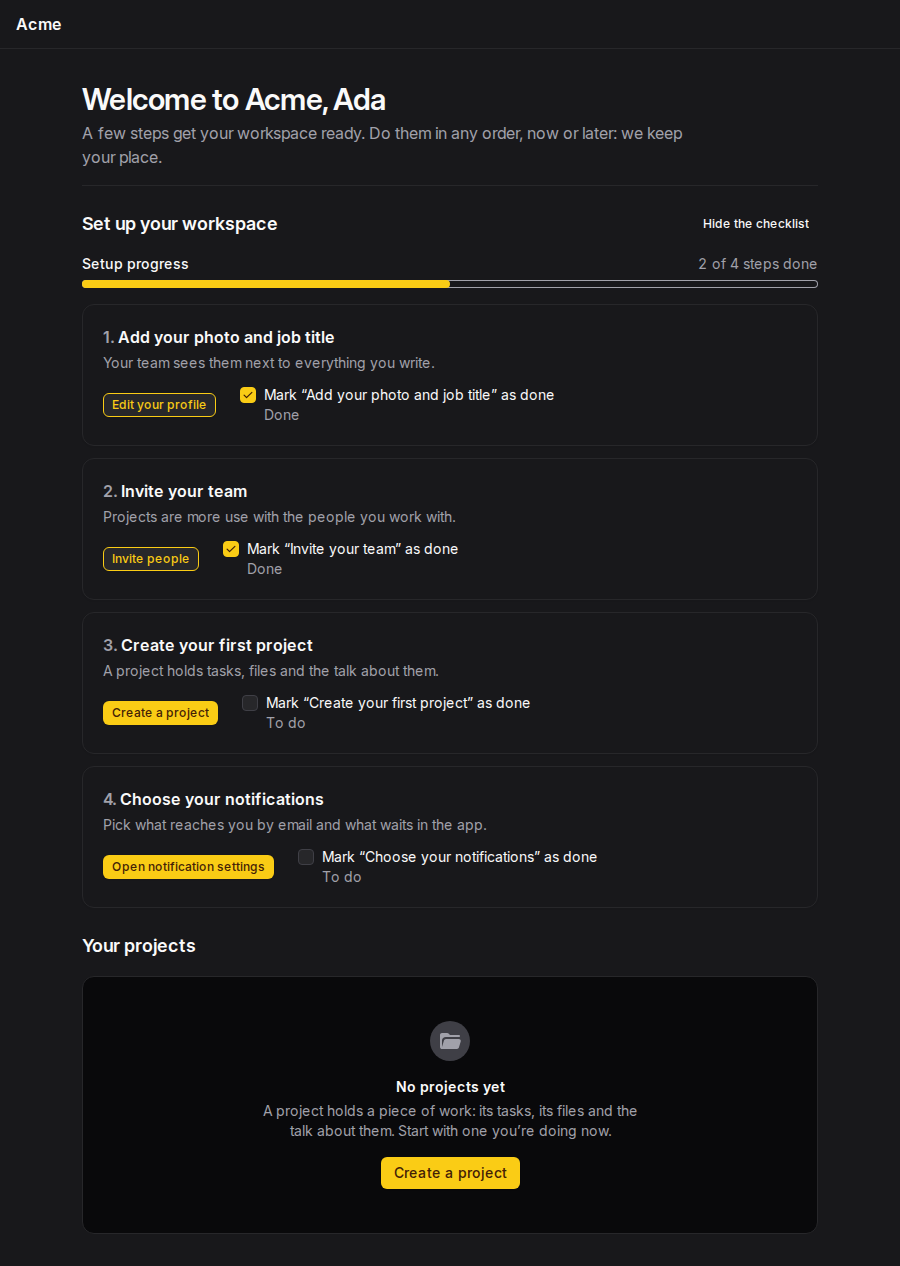 Acme
Welcome to Acme, Ada
A few steps get your workspace ready. Do them in any order, now or later: we keep
your place.
Set up your workspace
Hide the checklist
Setup progress
2 of 4 steps done
1. Add your photo and job title
Your team sees them next to everything you write.
Edit your profile
Mark “Add your photo and job title” as done
Done
2. Invite your team
Projects are more use with the people you work with.
Invite people
Mark “Invite your team” as done
Done
3. Create your first project
A project holds tasks, files and the talk about them.
Create a project
Mark “Create your first project” as done
To do
4. Choose your notifications
Pick what reaches you by email and what waits in the app.
Open notification settings
Mark “Choose your notifications” as done
To do
Your projects
No projects yet
A project holds a piece of work: its tasks, its files and the
talk about them. Start with one you’re doing now.
Create a project